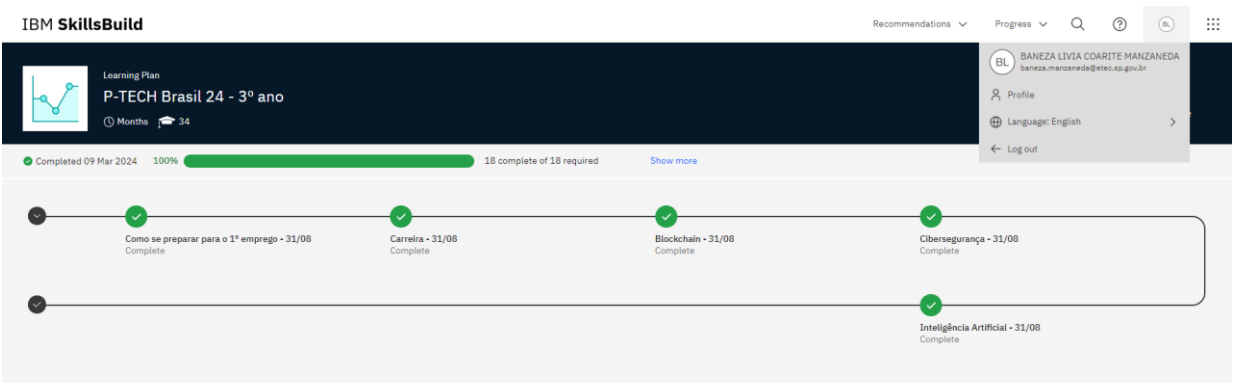 IBM SkillsBuild
Recommendations
Progress
BL
BL
BANEZA LIVIA COARITE MANZANEDA
baneza.manzaneda@etec.sp.gov.br
Profile
Language: English
Log out
Learning Plan
P-TECH Brasil 24 - 3º ano
Months 34
Completed 09 Mar 2024 100% 18 complete of 18 required Show more
Como se preparar para o 1º emprego - 31/08
Complete
Carreira - 31/08
Complete
Blockchain - 31/08
Complete
Cibersegurança - 31/08
Complete
Inteligência Artificial - 31/08
Complete